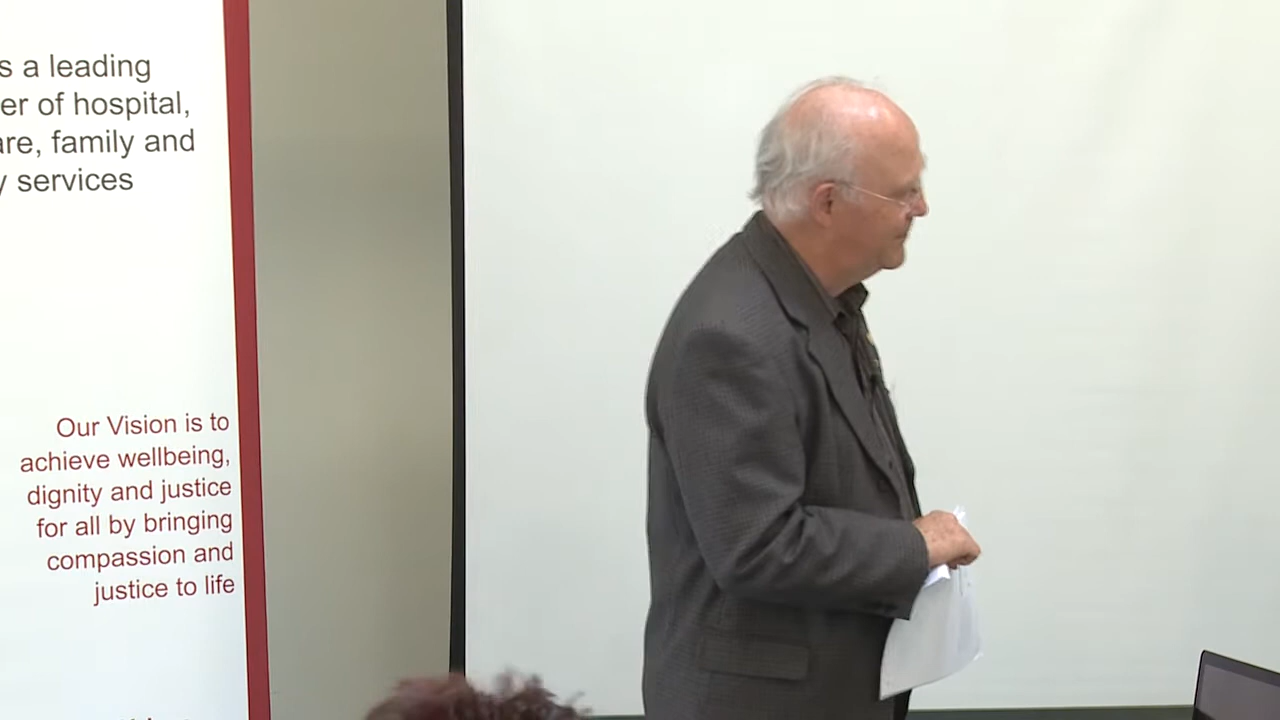 s a leading
er of hospital,
are, family and
y services
Our Vision is to
achieve wellbeing,
dignity and justice
for all by bringing
compassion and
justice to life